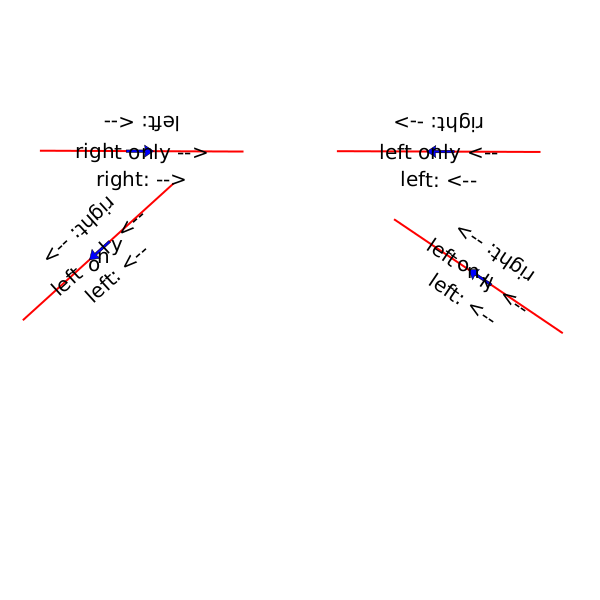 left: <--
right only -->
right: -->
right: -->
left only <--
left: <--
right: -->
left only <--
left: <--
right: -->
left only <--
left: <--